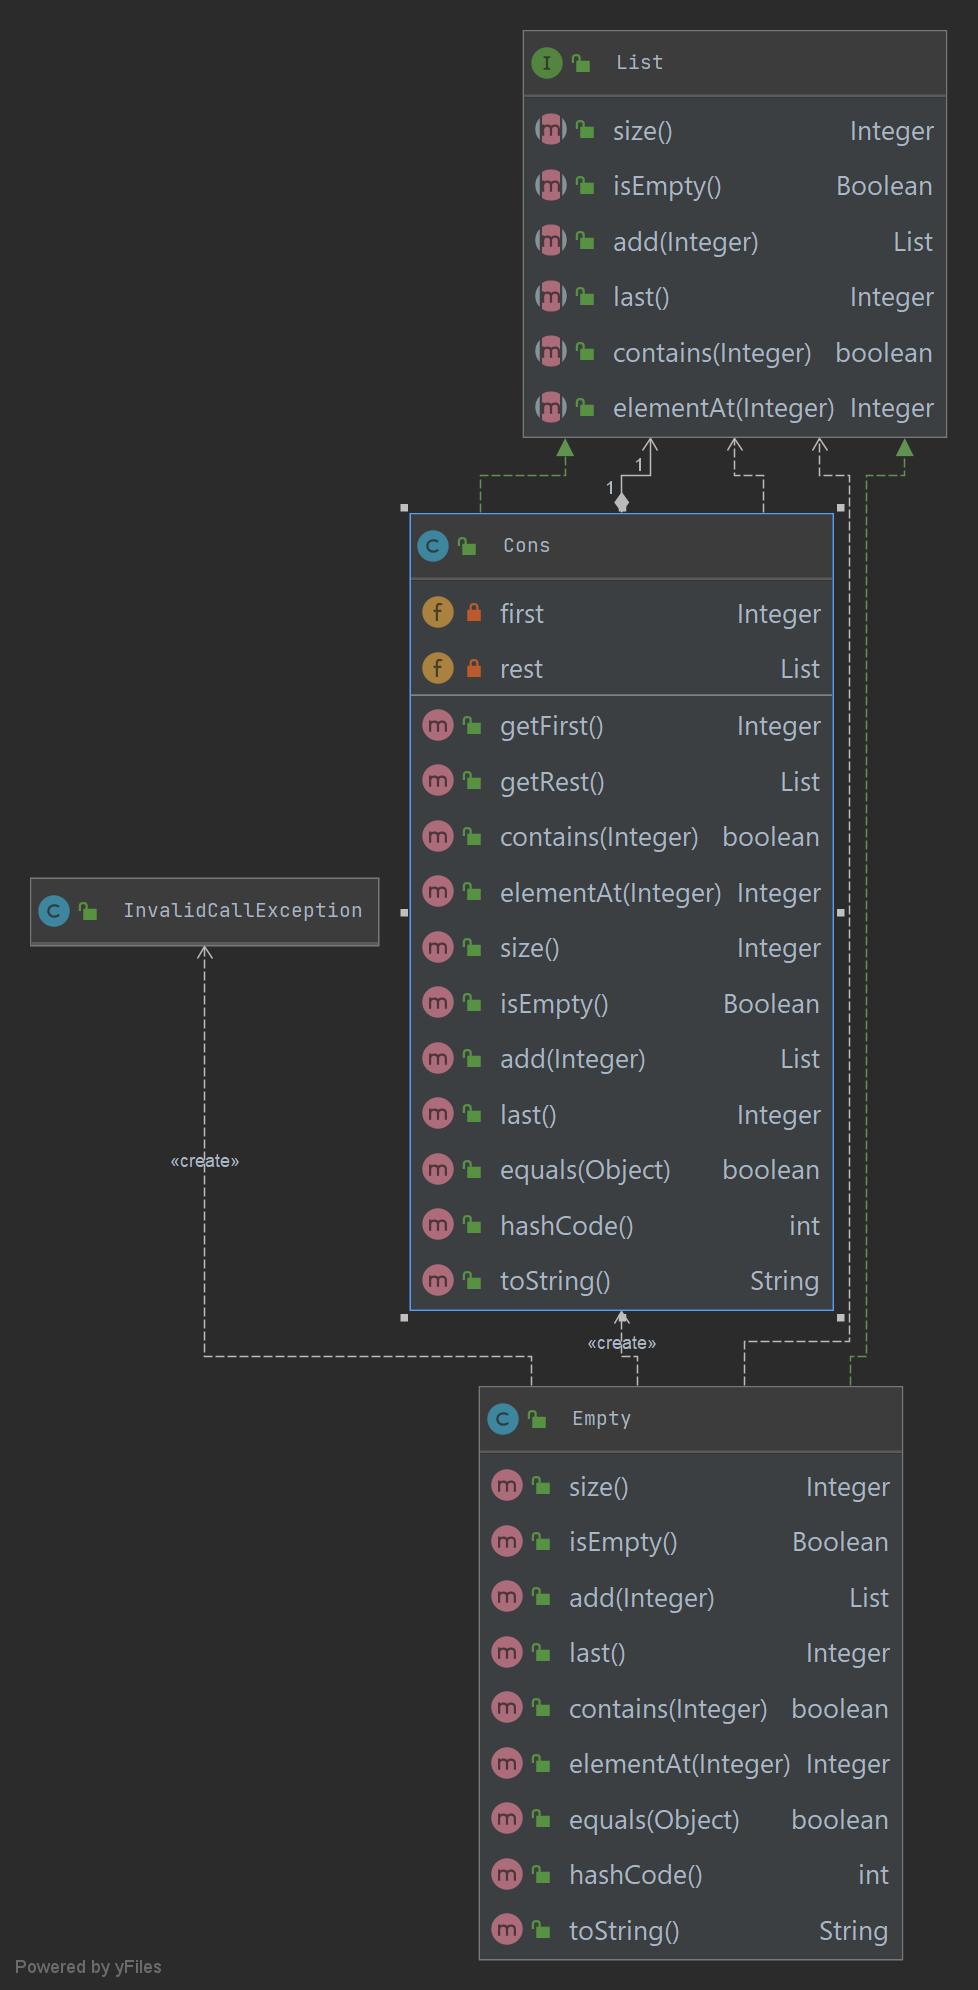 I List
m size() Integer
m isEmpty() Boolean
m add(Integer) List
m last() Integer
m contains(Integer) boolean
m elementAt(Integer) Integer
1
1
C Cons
f first Integer
f rest List
m getFirst() Integer
m getRest() List
m contains(Integer) boolean
m elementAt(Integer) Integer
m size() Integer
m isEmpty() Boolean
m add(Integer) List
m last() Integer
m equals(Object) boolean
m hashCode() int
m toString() String
C InvalidCallException
«create»
«create»
C Empty
m size() Integer
m isEmpty() Boolean
m add(Integer) List
m last() Integer
m contains(Integer) boolean
m elementAt(Integer) Integer
m equals(Object) boolean
m hashCode() int
m toString() String
Powered by yFiles